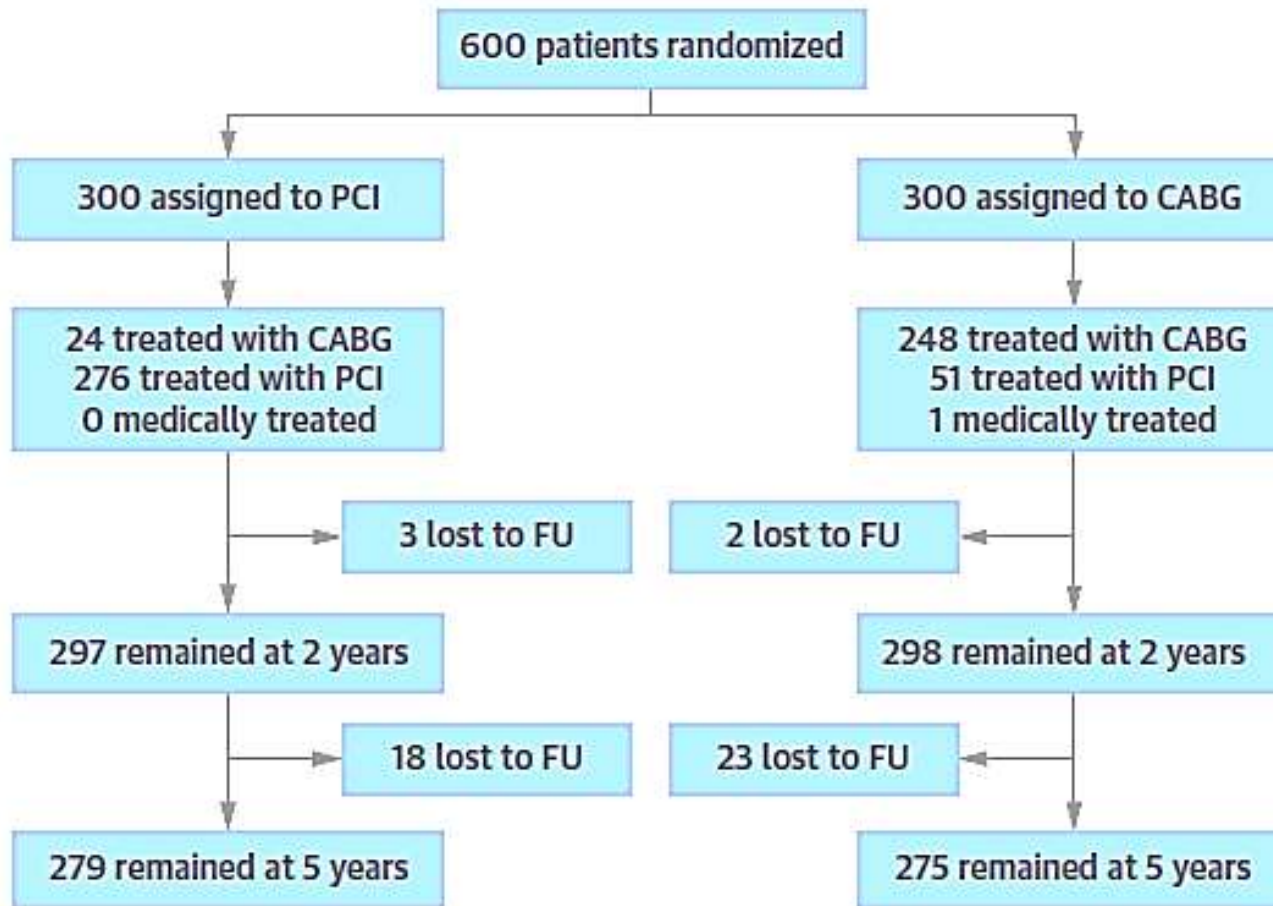 600 patients randomized
300 assigned to PCI
300 assigned to CABG
24 treated with CABG
276 treated with PCI
0 medically treated
248 treated with CABG
51 treated with PCI
1 medically treated
3 lost to FU
2 lost to FU
297 remained at 2 years
298 remained at 2 years
18 lost to FU
23 lost to FU
279 remained at 5 years
275 remained at 5 years